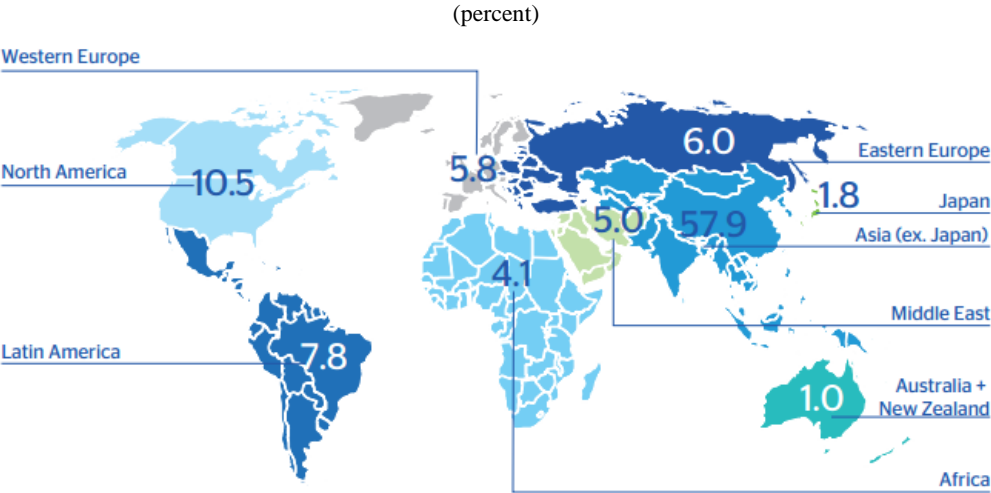 (percent)
Western Europe
6.0
Eastern Europe
5.8
North America
10.5
1.8
Japan
5.0
57.9
Asia (ex. Japan)
4.1
Middle East
Latin America
7.8
1.0
Australia +
New Zealand
Africa